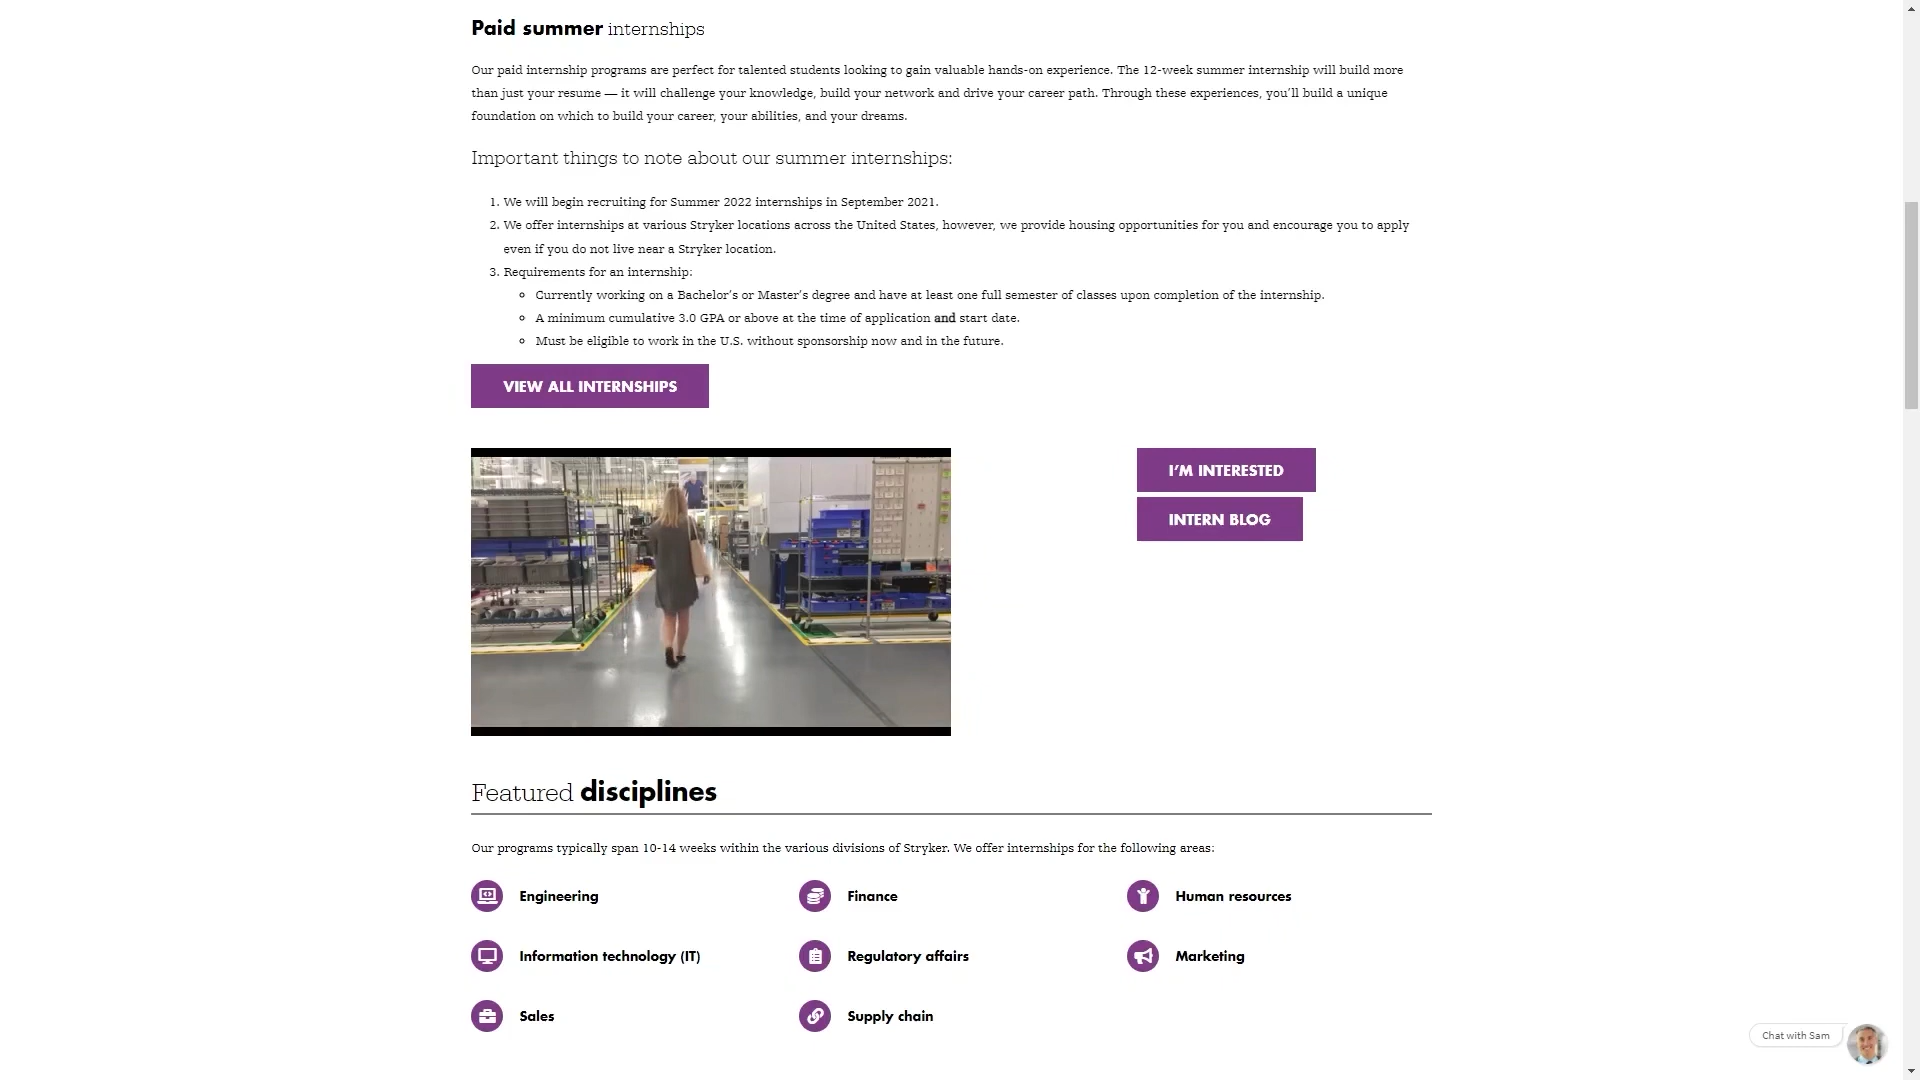 Paid summer internships
Our paid internship programs are perfect for talented students looking to gain valuable hands-on experience. The 12-week summer internship will build more
than just your resume — it will challenge your knowledge, build your network and drive your career path. Through these experiences, you’ll build a unique
foundation on which to build your career, your abilities, and your dreams.
Important things to note about our summer internships:
1. We will begin recruiting for Summer 2022 internships in September 2021.
2. We offer internships at various Stryker locations across the United States, however, we provide housing opportunities for you and encourage you to apply
even if you do not live near a Stryker location.
3. Requirements for an internship:
Currently working on a Bachelor’s or Master’s degree and have at least one full semester of classes upon completion of the internship.
A minimum cumulative 3.0 GPA or above at the time of application and start date.
Must be eligible to work in the U.S. without sponsorship now and in the future.
VIEW ALL INTERNSHIPS
I’M INTERESTED
INTERN BLOG
Featured disciplines
Our programs typically span 10-14 weeks within the various divisions of Stryker. We offer internships for the following areas:
Engineering
Finance
Human resources
Information technology (IT)
Regulatory affairs
Marketing
Sales
Supply chain
Chat with Sam